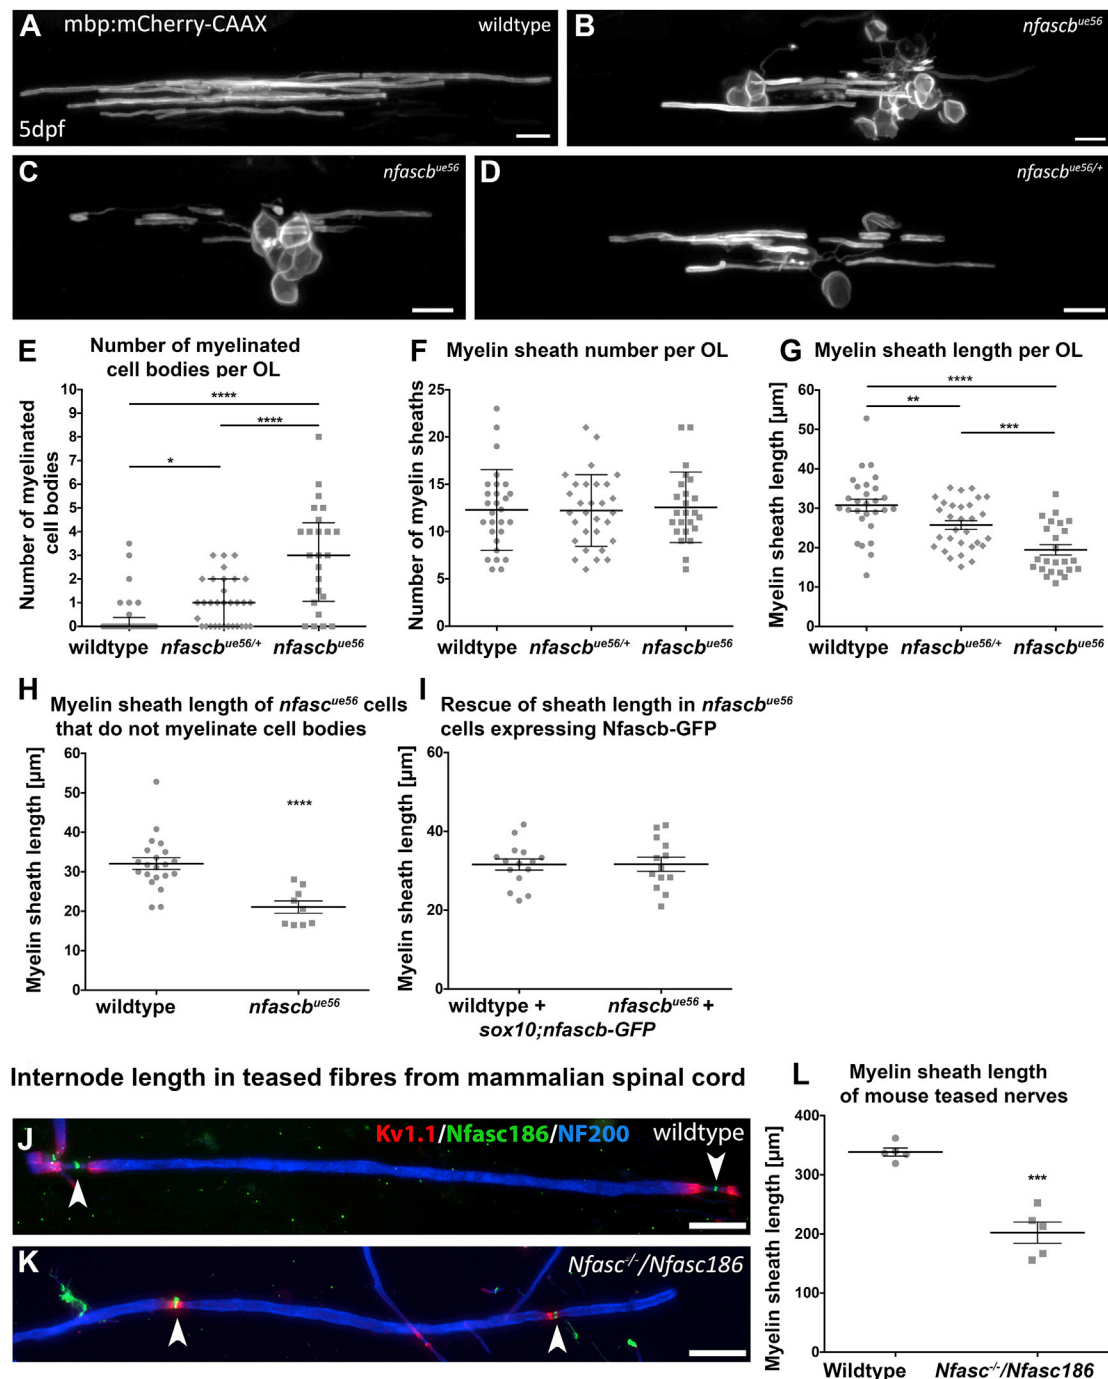 A mbp:mCherry-CAAX wildtype
5dpf
B nfascb^ue56
C nfascb^ue56
D nfascb^ue56/+
E Number of myelinated
cell bodies per OL
Number of myelinated
cell bodies
10
9
8
7
6
5
4
3
2
1
0
****
****
*
wildtype nfascb^ue56/+ nfascb^ue56
F Myelin sheath number per OL
Number of myelin sheaths
25
20
15
10
5
0
wildtype nfascb^ue56/+ nfascb^ue56
G Myelin sheath length per OL
Myelin sheath length [µm]
60
50
40
30
20
10
0
****
**
***
wildtype nfascb^ue56/+ nfascb^ue56
H Myelin sheath length of nfasc^ue56 cells
that do not myelinate cell bodies
Myelin sheath length [µm]
60
50
40
30
20
10
0
****
wildtype nfascb^ue56
I Rescue of sheath length in nfascb^ue56
cells expressing Nfascb-GFP
Myelin sheath length [µm]
60
40
20
0
wildtype + nfascb^ue56 +
sox10;nfascb-GFP
Internode length in teased fibres from mammalian spinal cord
J Kv1.1/Nfasc186/NF200 wildtype
K Nfasc^-/-/Nfasc186
L Myelin sheath length
of mouse teased nerves
Myelin sheath length [µm]
400
300
200
100
0
***
Wildtype Nfasc^-/-/Nfasc186